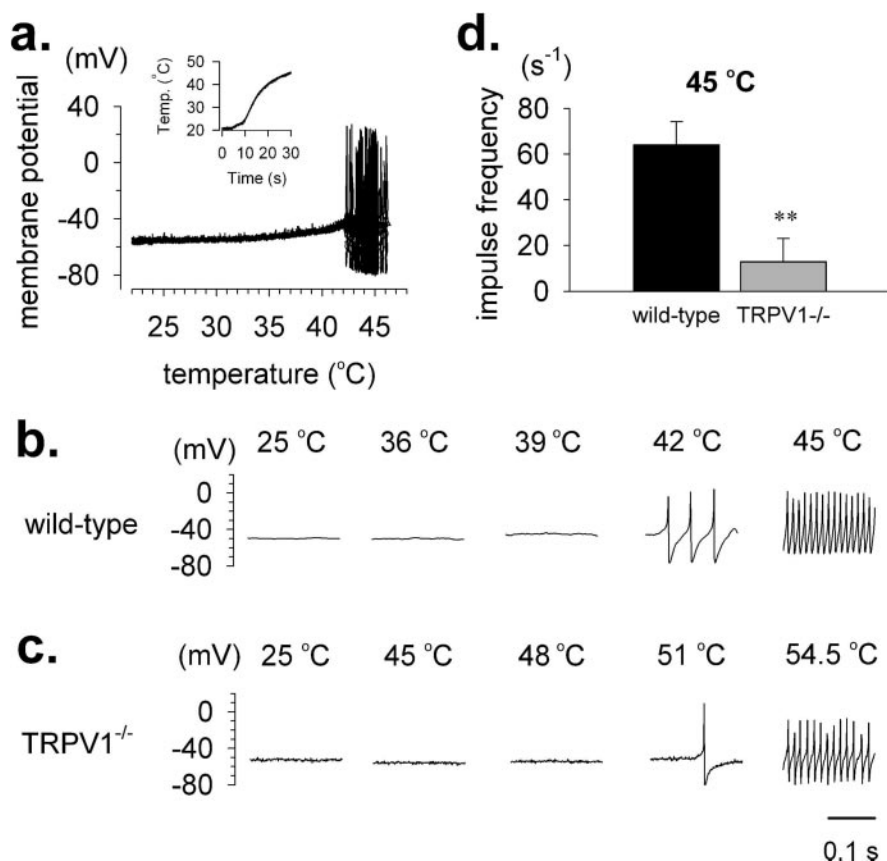 a.
(mV)
membrane potential
0
-40
-80
25 30 35 40 45
temperature (°C)
Temp. (°C)
50
40
30
20
0 10 20 30
Time (s)
d.
(s⁻¹)
45 °C
impulse frequency
80
60
40
20
0
**
wild-type TRPV1-/-
b.
(mV) 25 °C 36 °C 39 °C 42 °C 45 °C
wild-type
0
-40
-80
c.
(mV) 25 °C 45 °C 48 °C 51 °C 54.5 °C
TRPV1⁻/⁻
0
-40
-80
0.1 s